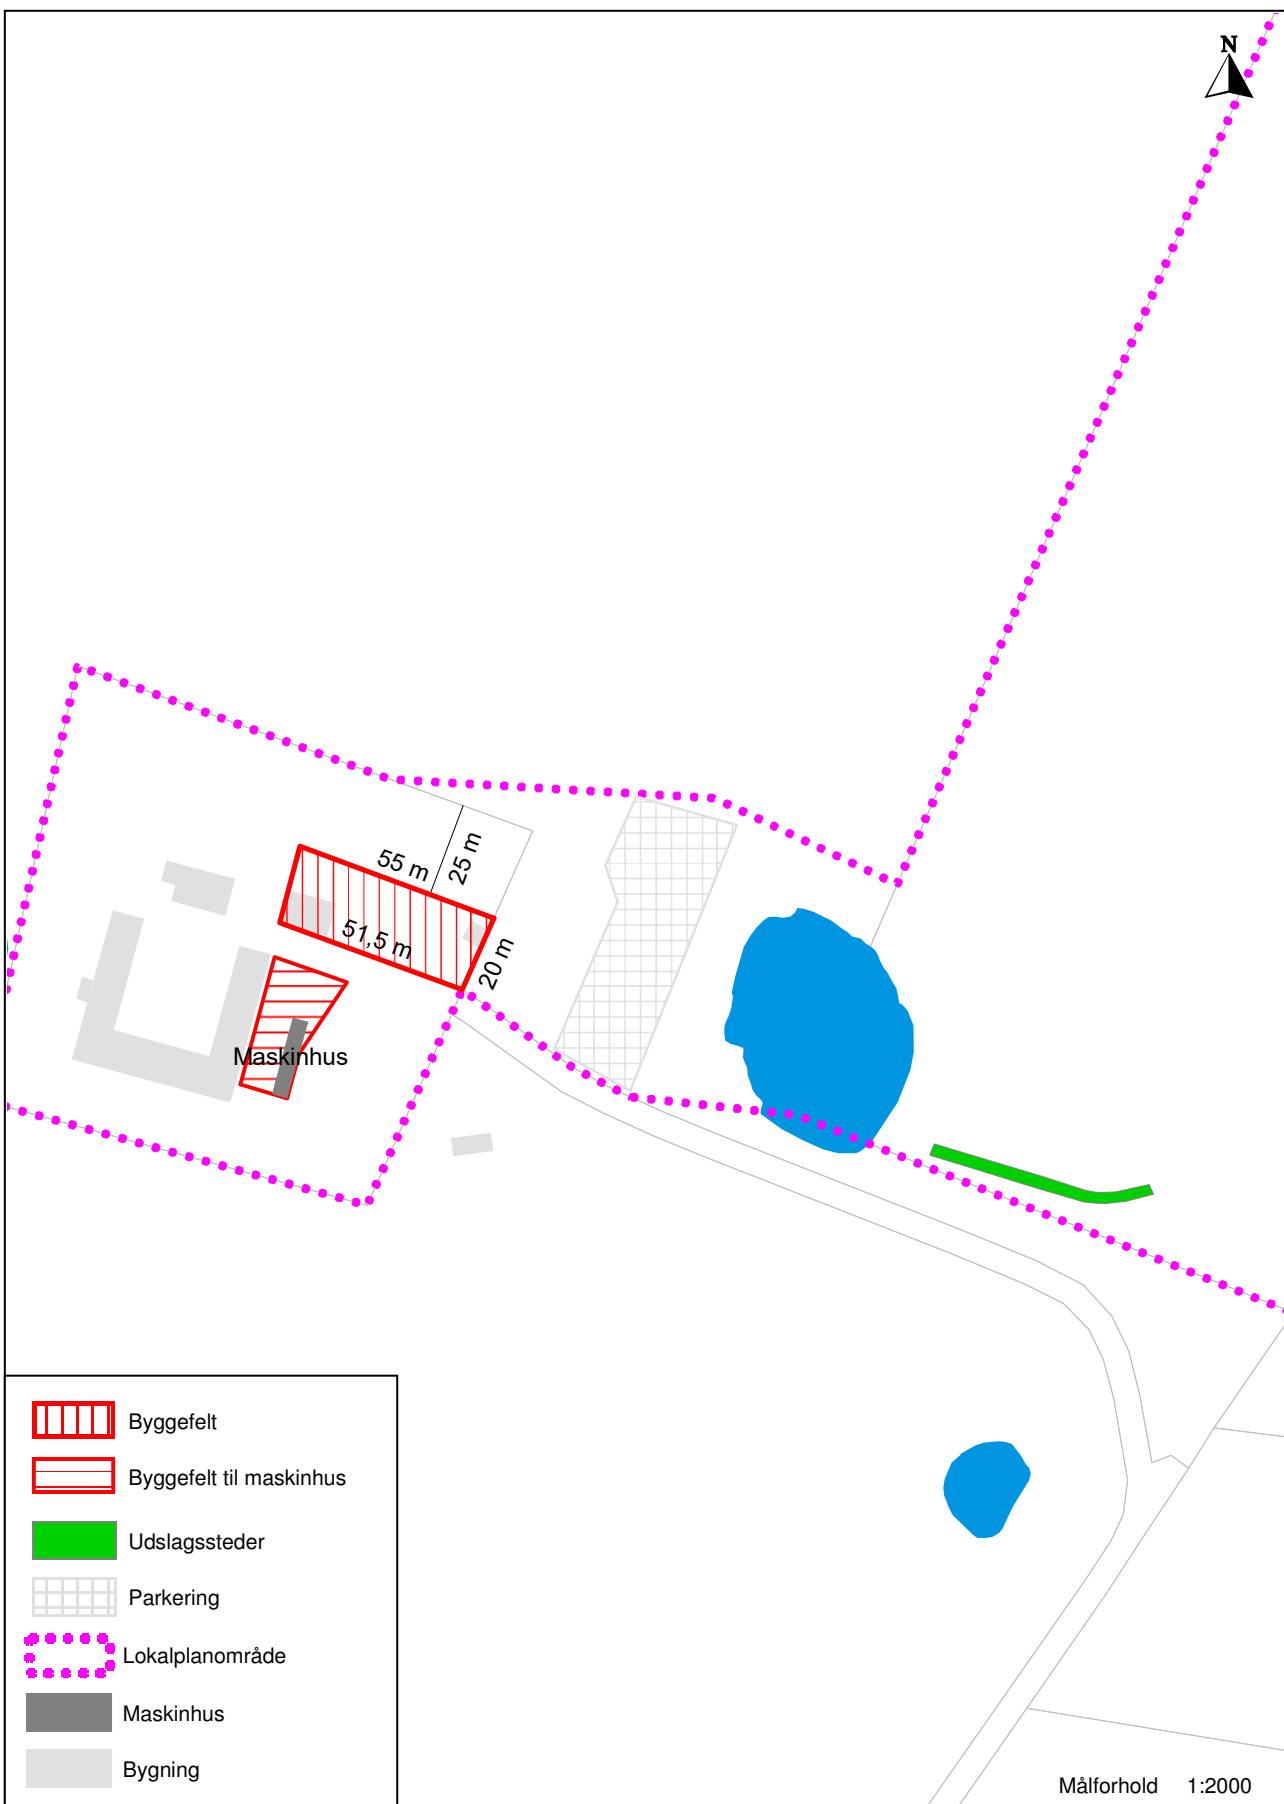 N
55 m
25 m
51,5 m
20 m
Maskinhus
Byggefelt
Byggefelt til maskinhus
Udslagssteder
Parkering
Lokalplanområde
Maskinhus
Bygning
Målforhold 1:2000